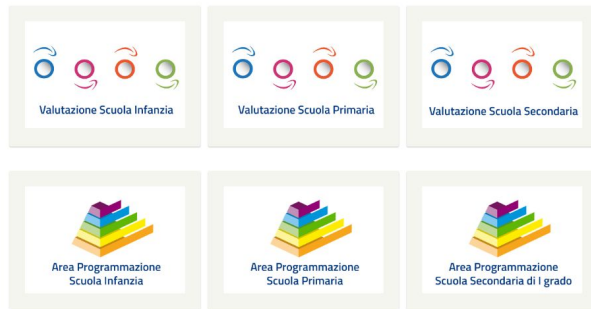 Valutazione Scuola Infanzia
Valutazione Scuola Primaria
Valutazione Scuola Secondaria
Area Programmazione
Scuola Infanzia
Area Programmazione
Scuola Primaria
Area Programmazione
Scuola Secondaria di I grado